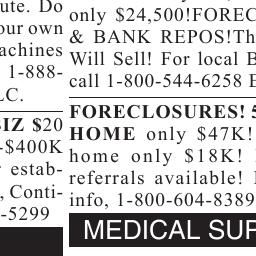 ute. Do
our own
achines
1-888-
LC.
BIZ $20
-$400K
estab-
, Conti-
-5299
only $24,500!FOREC
& BANK REPOS!Th
Will Sell! For local B
call 1-800-544-6258 E
FORECLOSURES! 5
HOME only $47K!
home only $18K!
referrals available!
info, 1-800-604-8389
MEDICAL SUP